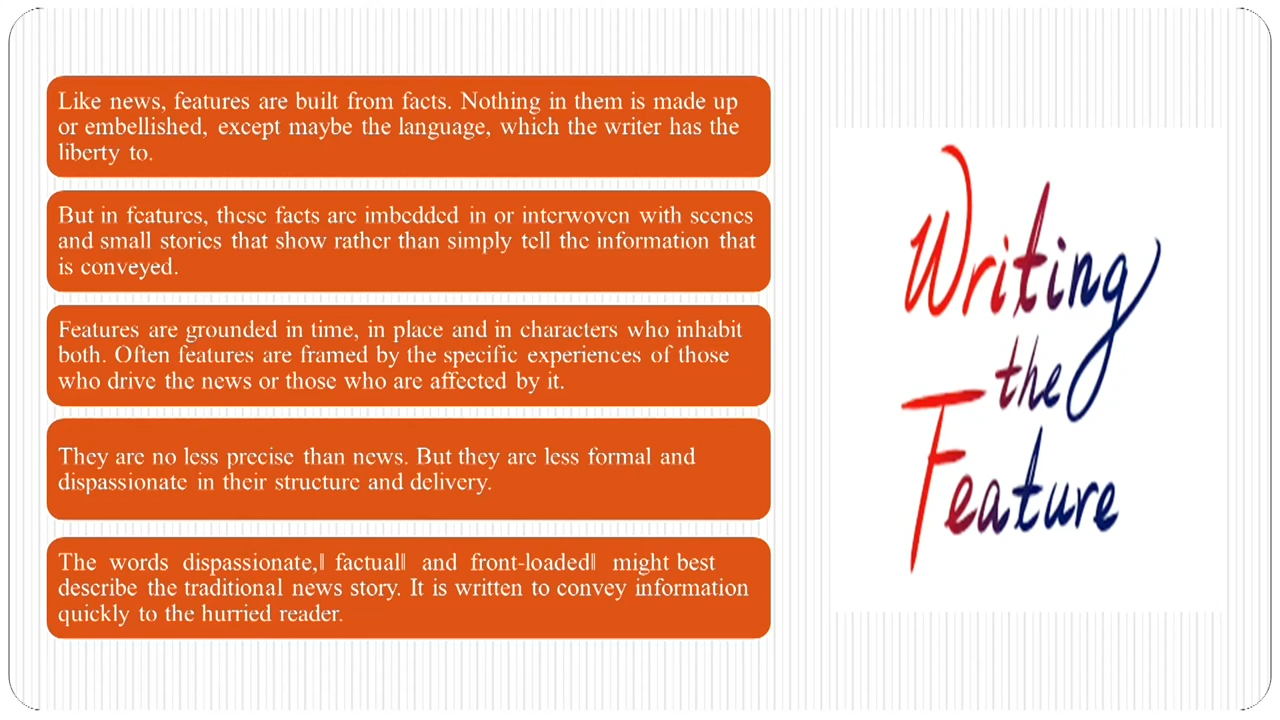 Like news, features are built from facts. Nothing in them is made up
or embellished, except maybe the language, which the writer has the
liberty to.
But in features, these facts are imbedded in or interwoven with scenes
and small stories that show rather than simply tell the information that
is conveyed.
Features are grounded in time, in place and in characters who inhabit
both. Often features are framed by the specific experiences of those
who drive the news or those who are affected by it.
They are no less precise than news. But they are less formal and
dispassionate in their structure and delivery.
The words dispassionate,‖ factual‖ and front-loaded‖ might best
describe the traditional news story. It is written to convey information
quickly to the hurried reader.
Writing
the
Feature